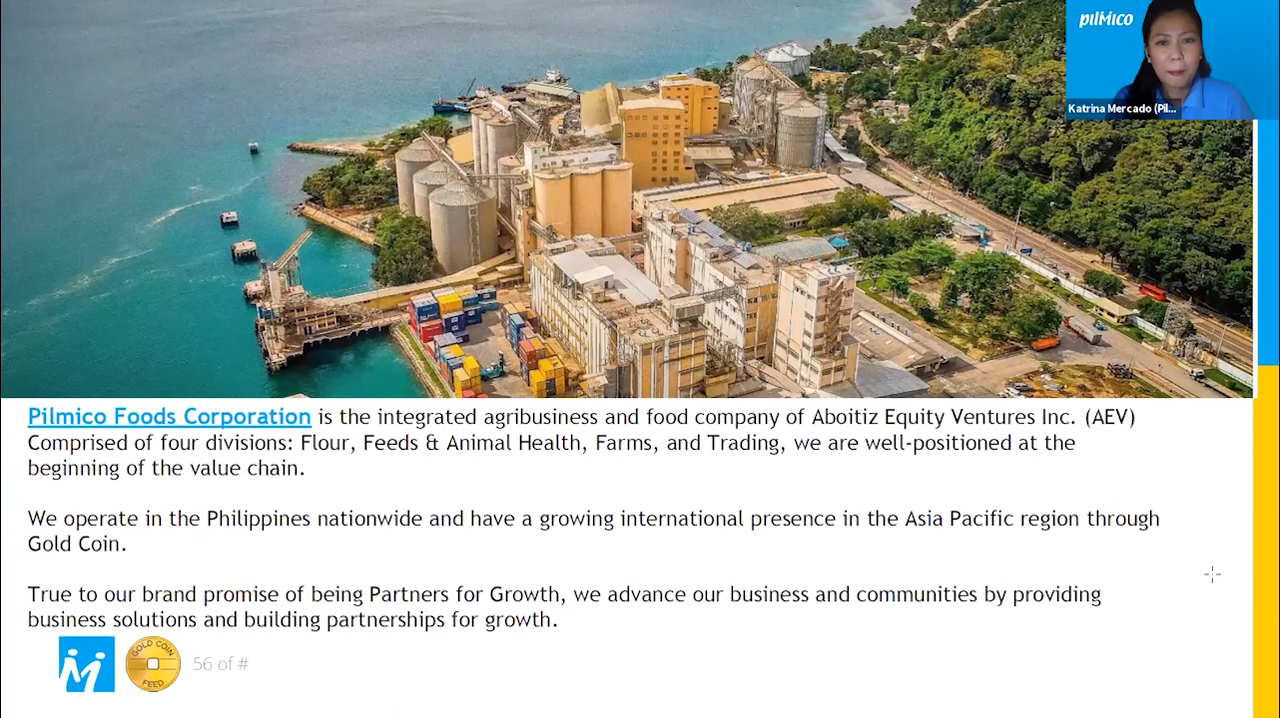 pilmico
Katrina Mercado (Pil...
Pilmico Foods Corporation is the integrated agribusiness and food company of Aboitiz Equity Ventures Inc. (AEV)
Comprised of four divisions: Flour, Feeds & Animal Health, Farms, and Trading, we are well-positioned at the
beginning of the value chain.
We operate in the Philippines nationwide and have a growing international presence in the Asia Pacific region through
Gold Coin.
True to our brand promise of being Partners for Growth, we advance our business and communities by providing
business solutions and building partnerships for growth.
GOLD COIN
FEED
56 of #